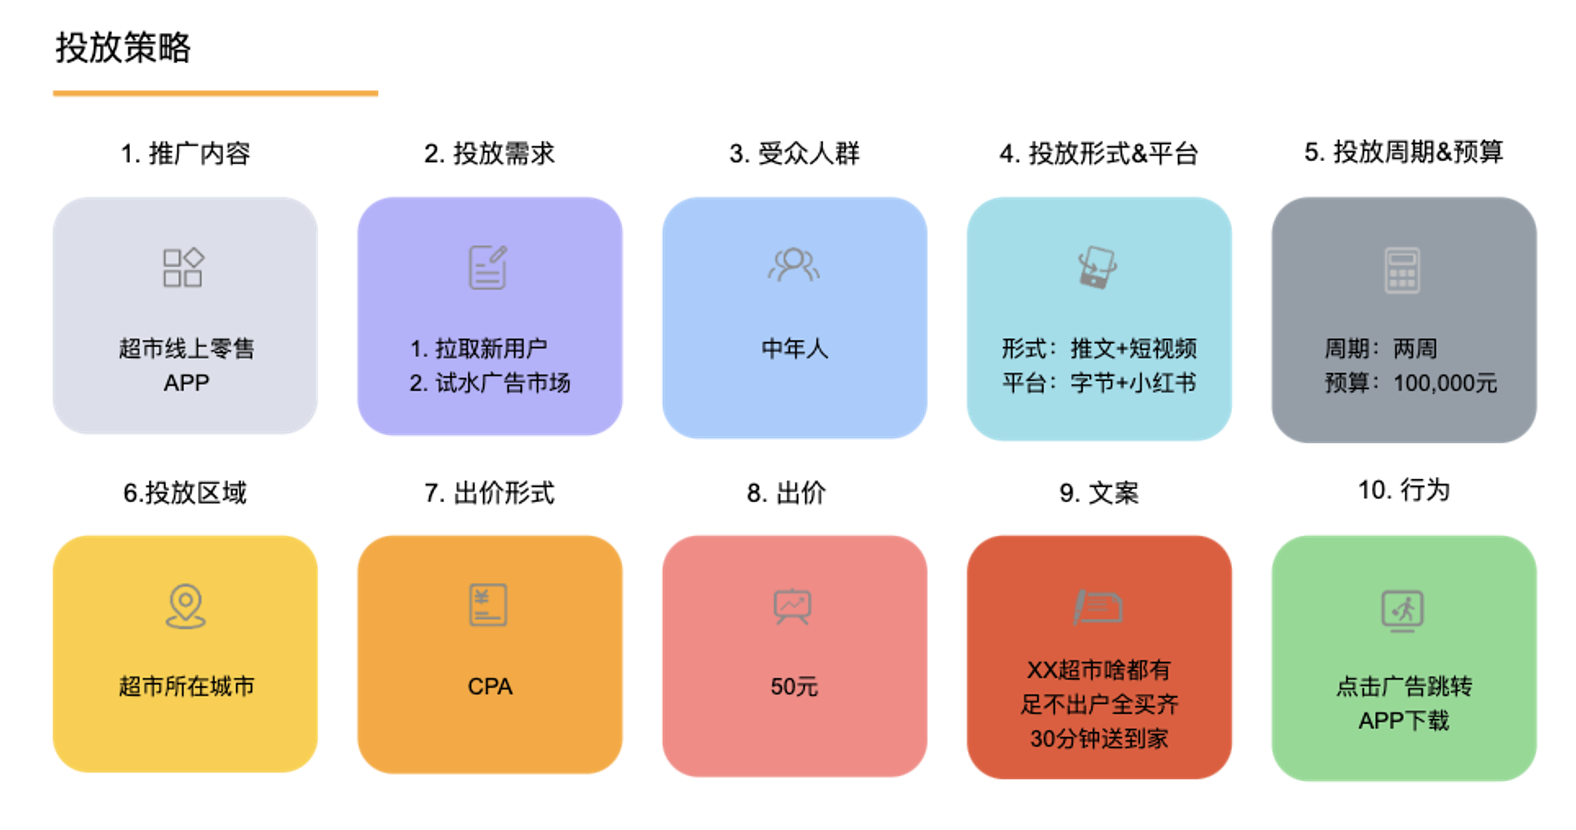 投放策略
1. 推广内容
2. 投放需求
3. 受众人群
4. 投放形式&平台
5. 投放周期&预算
超市线上零售
APP
1. 拉取新用户
2. 试水广告市场
中年人
形式：推文+短视频
平台：字节+小红书
周期：两周
预算：100,000元
6.投放区域
7. 出价形式
8. 出价
9. 文案
10. 行为
超市所在城市
¥
CPA
50元
XX超市啥都有
足不出户全买齐
30分钟送到家
点击广告跳转
APP下载